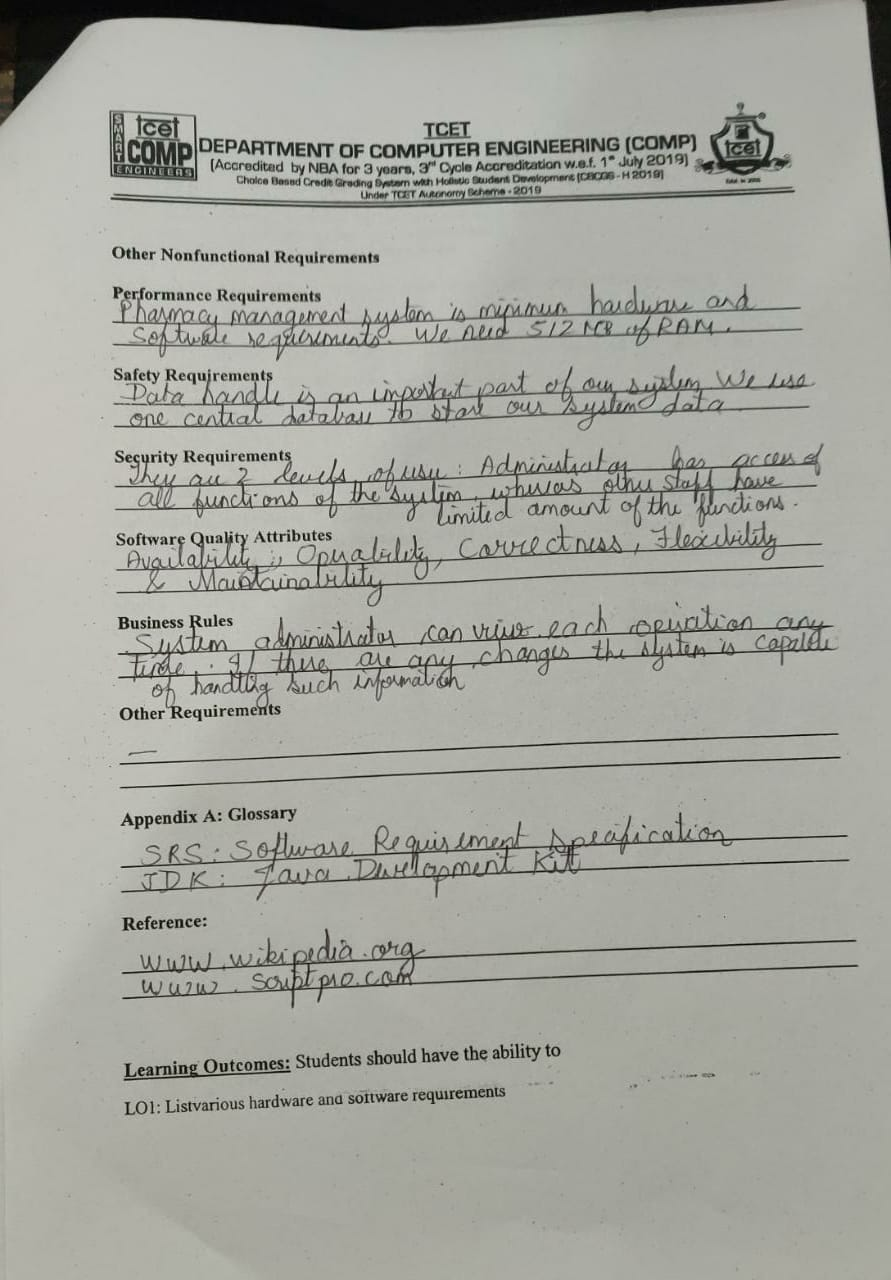 SMART
tcet
COMP
ENGINEERS
TCET
DEPARTMENT OF COMPUTER ENGINEERING (COMP)
(Accredited by NBA for 3 years, 3rd Cycle Accreditation w.e.f. 1st July 2019)
Choice Based Credit Grading System with Holistic Student Development (CBCGS - H 2019)
Under TCET Autonomy Scheme - 2019
tcet
Other Nonfunctional Requirements
Performance Requirements
Pharmacy management system is minimum hardware and
Software requirements. We need 512 MB of RAM.
Safety Requirements
Data handle is an important part of our system. We use
one central database to store our system data
Security Requirements
They are 2 levels of user: Administrator has access of
all functions of the system, whereas other staff have
limited amount of the functions.
Software Quality Attributes
Availability, Operability, Correctness, Flexibility
& Maintainability
Business Rules
System administrator can view each operation any
time. If there are any changes the system is capable
of handling such information
Other Requirements
—
Appendix A: Glossary
SRS: Software Requirement Specification
JDK: Java Development Kit
Reference:
www.wikipedia.org
www.scriptpro.com
Learning Outcomes: Students should have the ability to
LO1: Listvarious hardware and software requirements